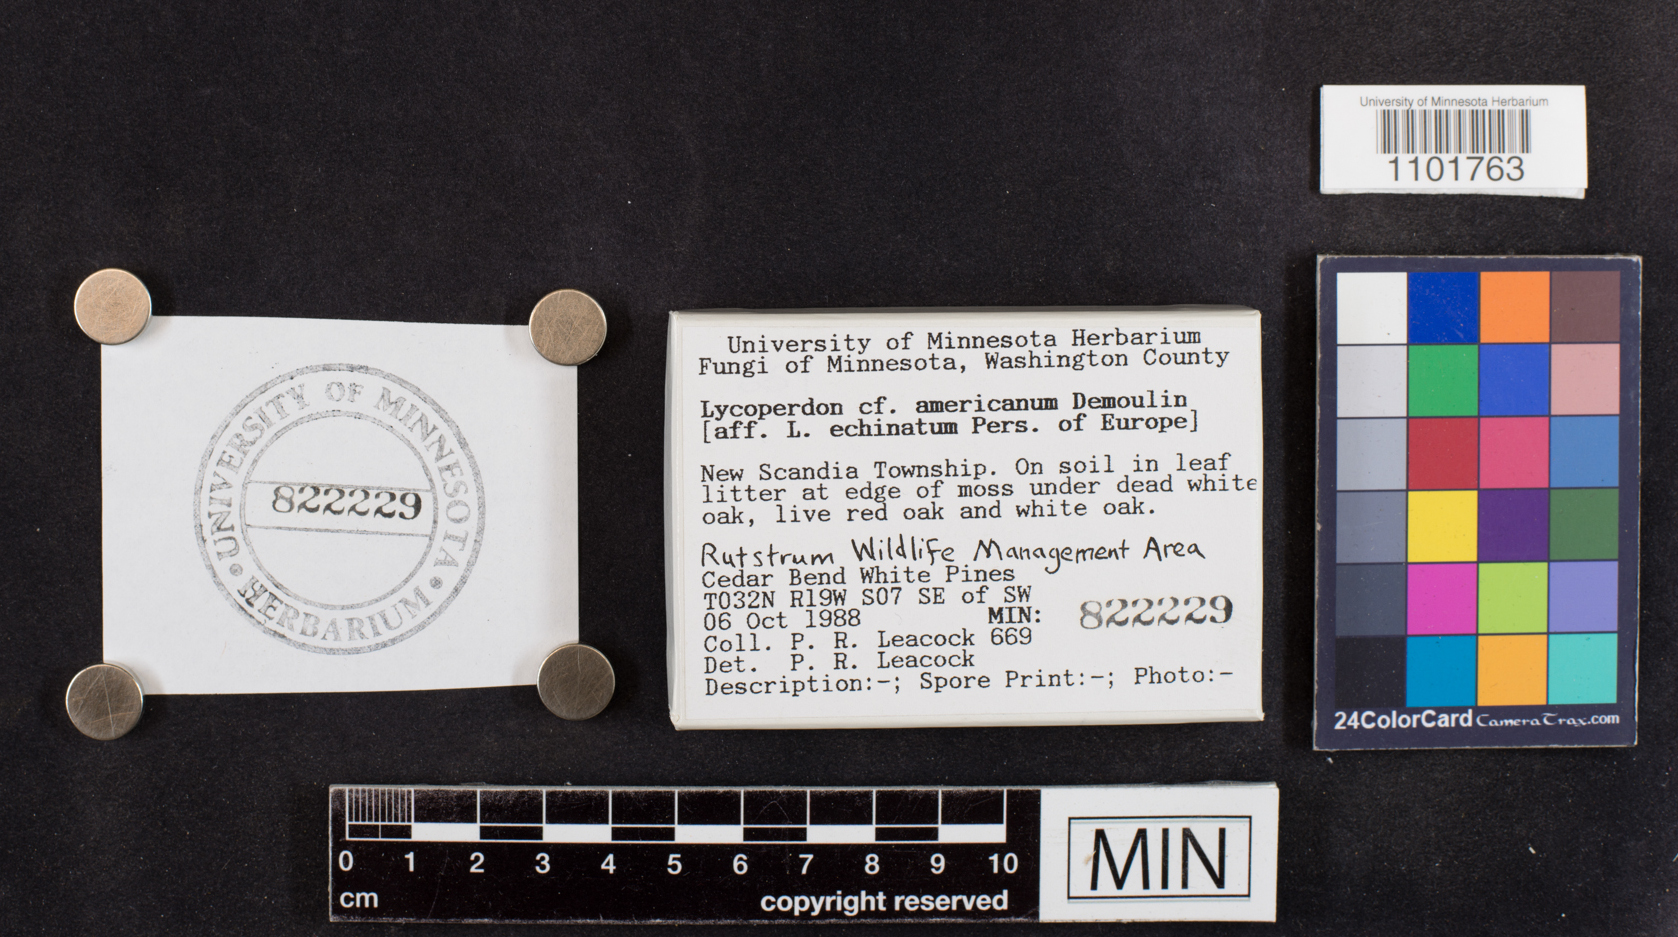 University of Minnesota Herbarium
1101763
UNIVERSITY OF MINNESOTA
822229
HERBARIUM
University of Minnesota Herbarium
Fungi of Minnesota, Washington County
Lycoperdon cf. americanum Demoulin
[aff. L. echinatum Pers. of Europe]
New Scandia Township. On soil in leaf
litter at edge of moss under dead white
oak, live red oak and white oak.
Rutstrum Wildlife Management Area
Cedar Bend White Pines
T032N R19W S07 SE of SW
06 Oct 1988 MIN: 822229
Coll. P. R. Leacock 669
Det. P. R. Leacock
Description:-; Spore Print:-; Photo:-
24ColorCard CameraTrax.com
0 1 2 3 4 5 6 7 8 9 10
cm copyright reserved
MIN